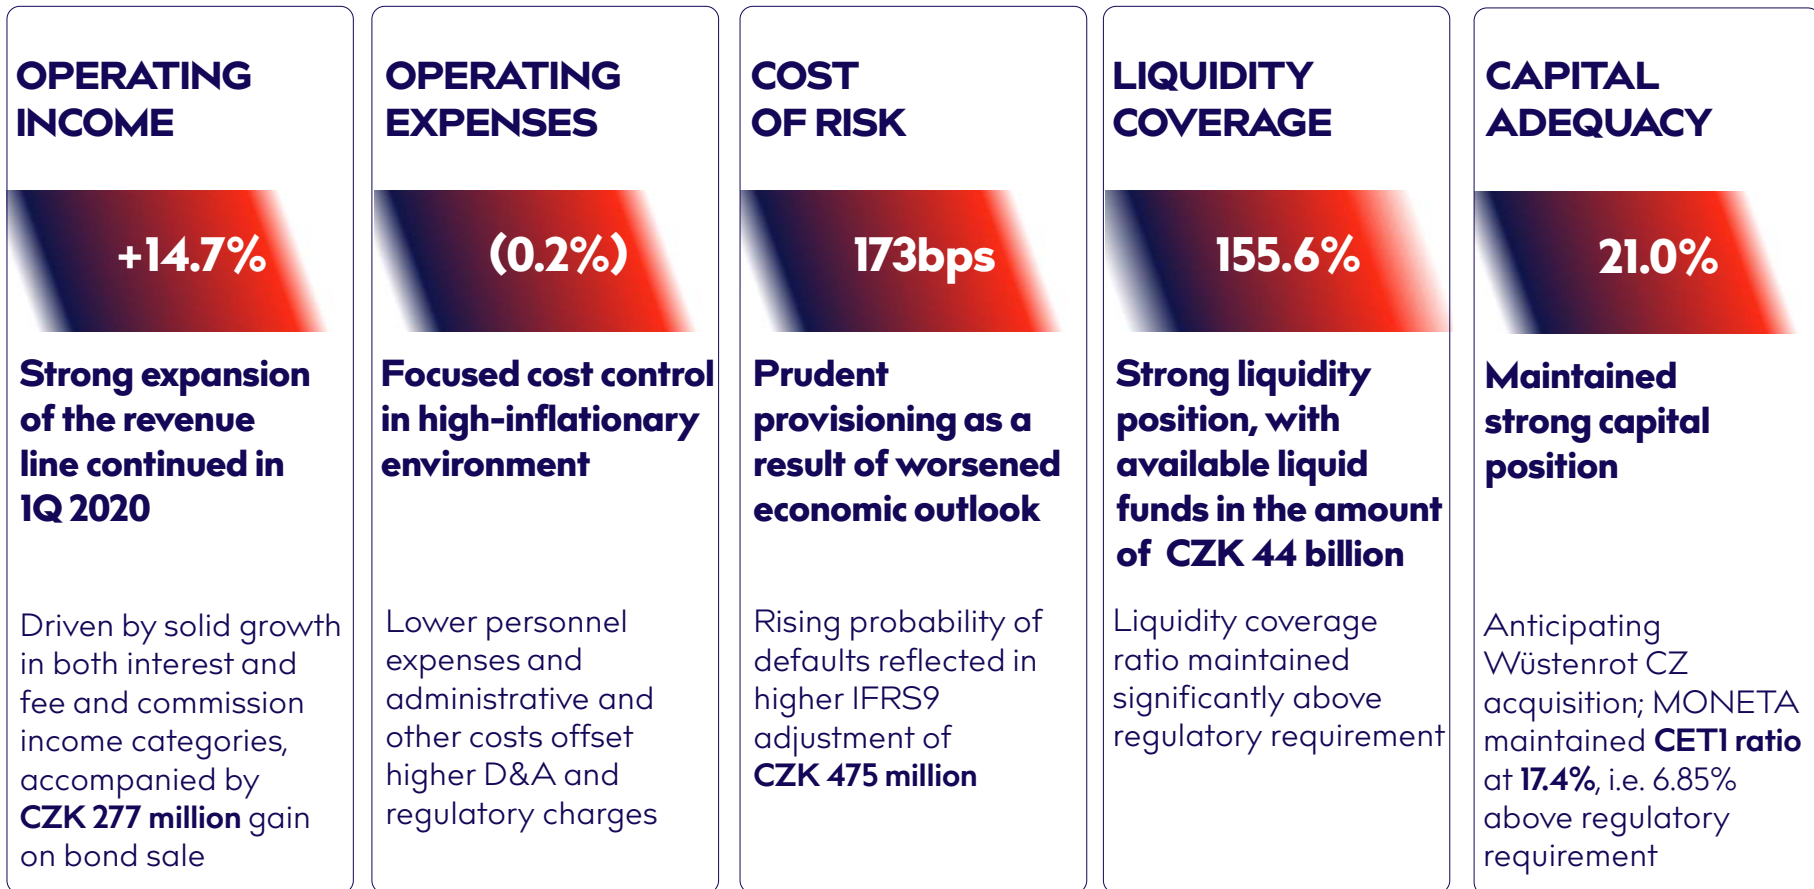 OPERATING
INCOME
+14.7%
Strong expansion
of the revenue
line continued in
1Q 2020
Driven by solid growth
in both interest and
fee and commission
income categories,
accompanied by
CZK 277 million gain
on bond sale
OPERATING
EXPENSES
(0.2%)
Focused cost control
in high-inflationary
environment
Lower personnel
expenses and
administrative and
other costs offset
higher D&A and
regulatory charges
COST
OF RISK
173bps
Prudent
provisioning as a
result of worsened
economic outlook
Rising probability of
defaults reflected in
higher IFRS9
adjustment of
CZK 475 million
LIQUIDITY
COVERAGE
155.6%
Strong liquidity
position, with
available liquid
funds in the amount
of CZK 44 billion
Liquidity coverage
ratio maintained
significantly above
regulatory requirement
CAPITAL
ADEQUACY
21.0%
Maintained
strong capital
position
Anticipating
Wüstenrot CZ
acquisition; MONETA
maintained CET1 ratio
at 17.4%, i.e. 6.85%
above regulatory
requirement